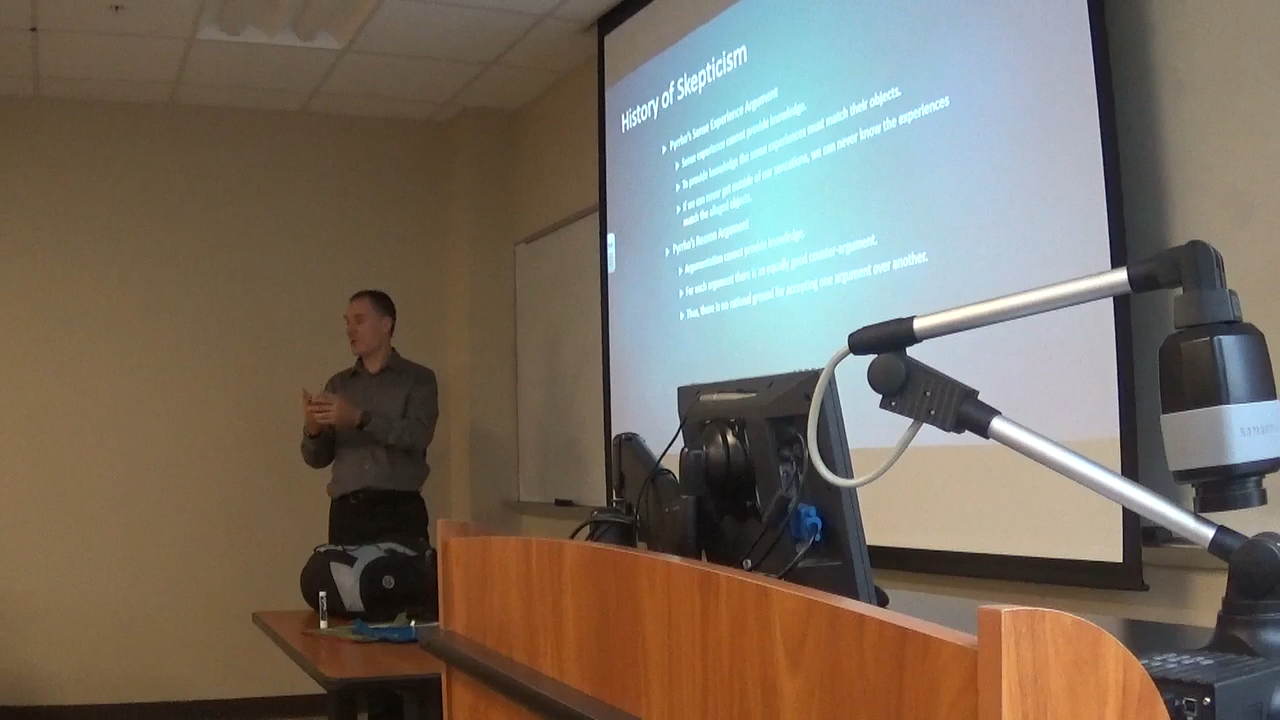 History of Skepticism
Pyrrho's Sense Experience Argument
Sense experience cannot provide knowledge.
To provide knowledge the sense experiences must match their objects.
If we can never get outside of our sensations, we can never know the experiences
match the alleged objects.
Pyrrho's Reason Argument
Argumentation cannot provide knowledge.
For each argument there is an equally good counter-argument.
Thus, there is no rational ground for accepting one argument over another.